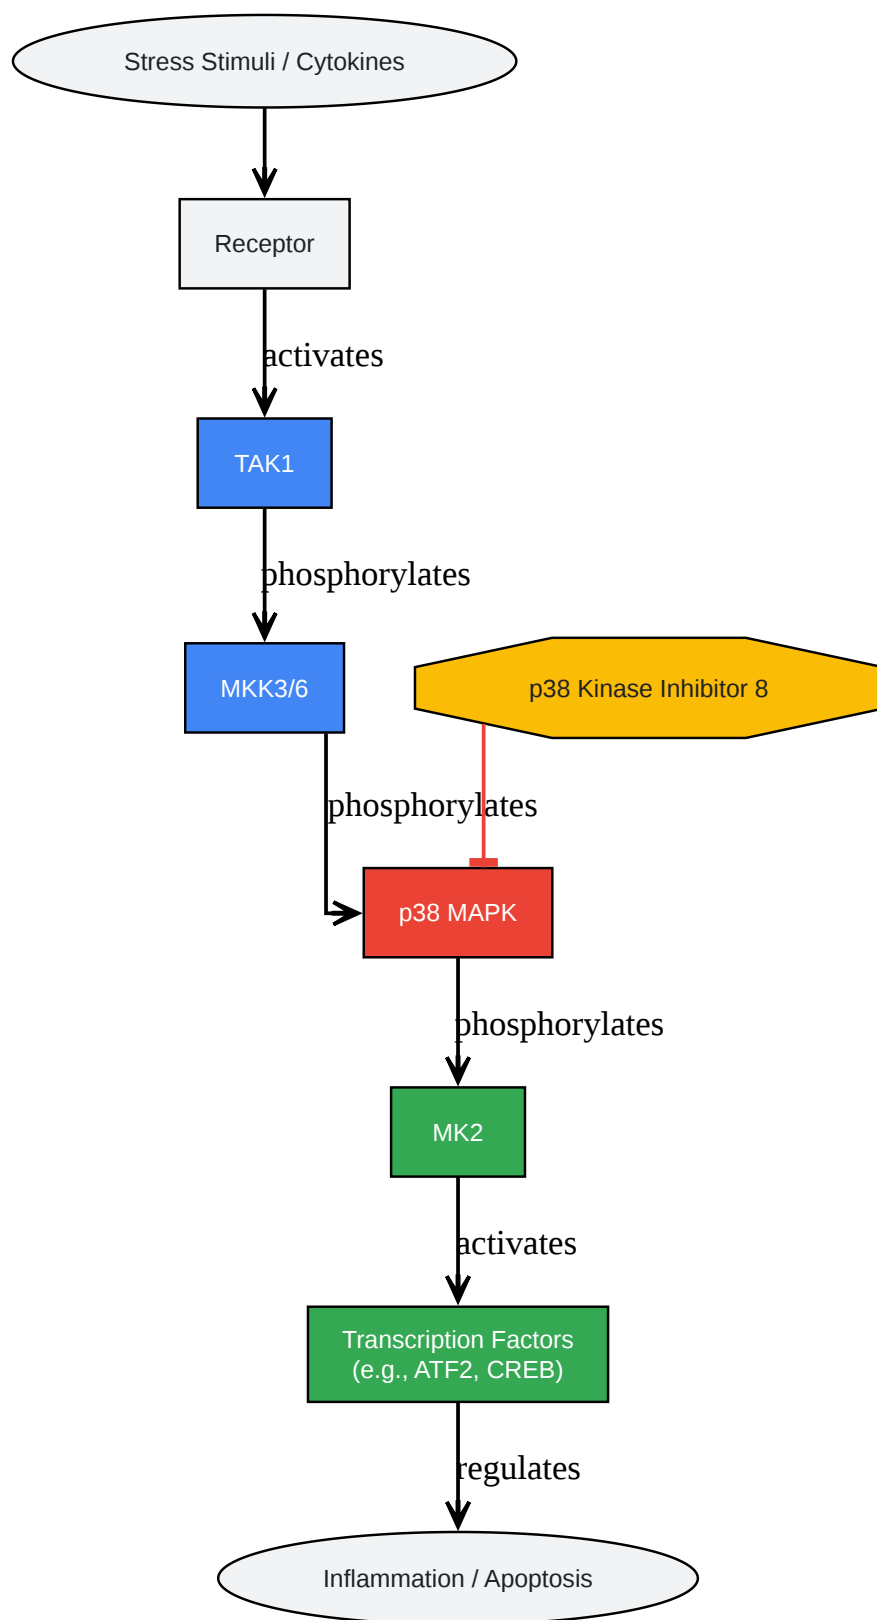 Stress Stimuli / Cytokines
Receptor
activates
TAK1
phosphorylates
MKK3/6
p38 Kinase Inhibitor 8
phosphorylates
p38 MAPK
phosphorylates
MK2
activates
Transcription Factors
(e.g., ATF2, CREB)
regulates
Inflammation / Apoptosis